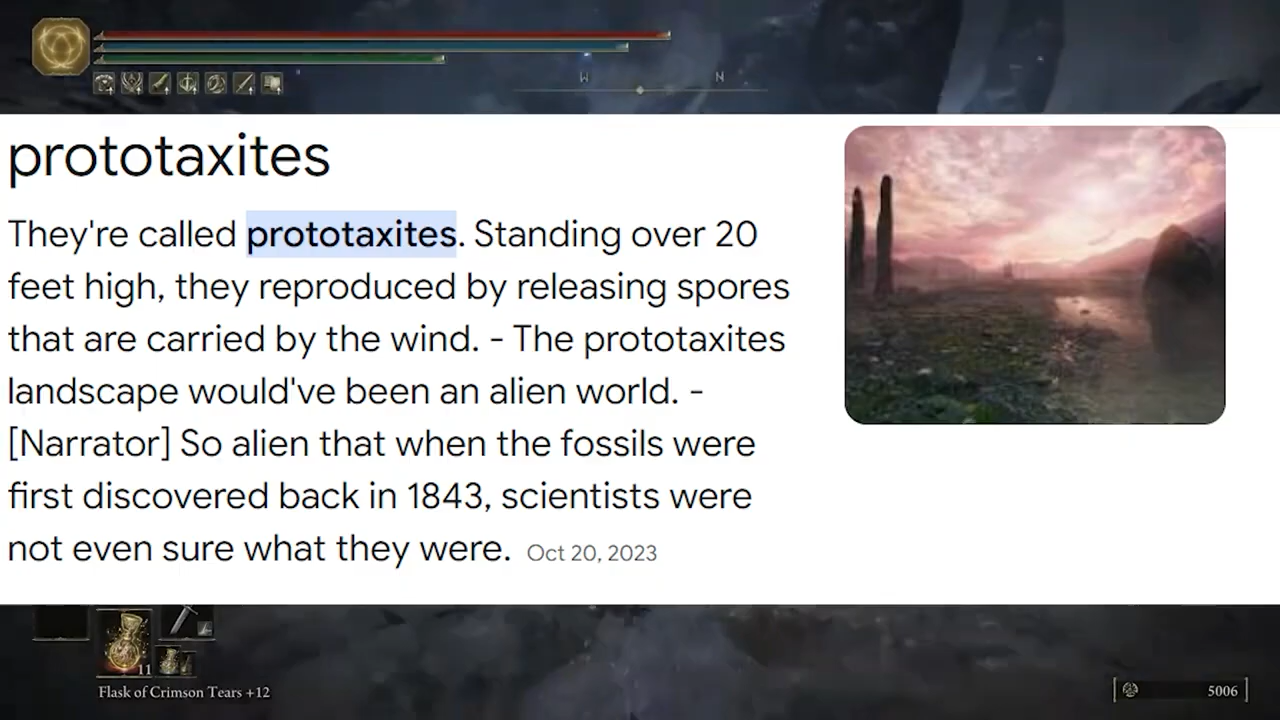 W N
prototaxites
They're called prototaxites. Standing over 20
feet high, they reproduced by releasing spores
that are carried by the wind. - The prototaxites
landscape would've been an alien world. -
[Narrator] So alien that when the fossils were
first discovered back in 1843, scientists were
not even sure what they were. Oct 20, 2023
11
Flask of Crimson Tears +12
5006